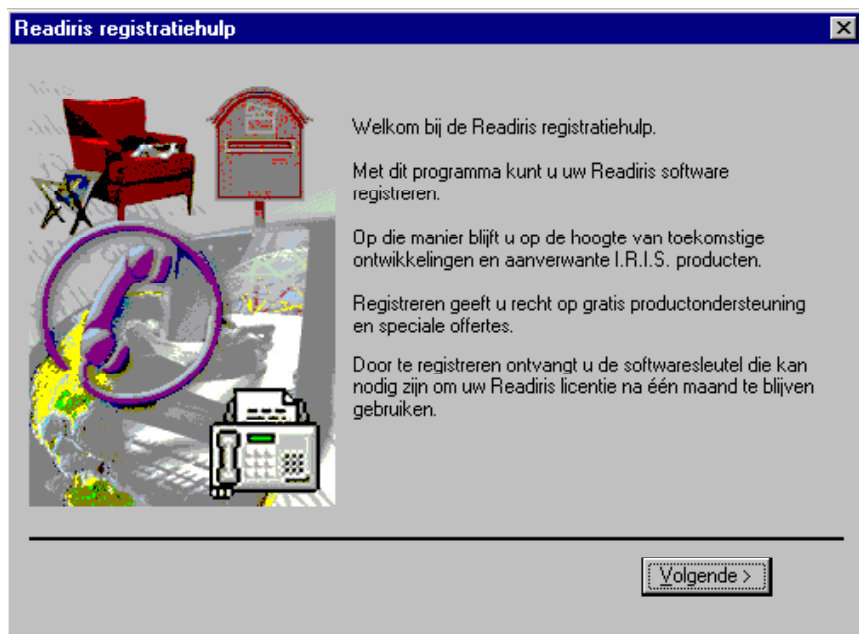 Readiris registratiehulp
Welkom bij de Readiris registratiehulp.
Met dit programma kunt u uw Readiris software
registreren.
Op die manier blijft u op de hoogte van toekomstige
ontwikkelingen en aanverwante I.R.I.S. producten.
Registreren geeft u recht op gratis productondersteuning
en speciale offertes.
Door te registreren ontvangt u de softwaresleutel die kan
nodig zijn om uw Readiris licentie na één maand te blijven
gebruiken.
Volgende >